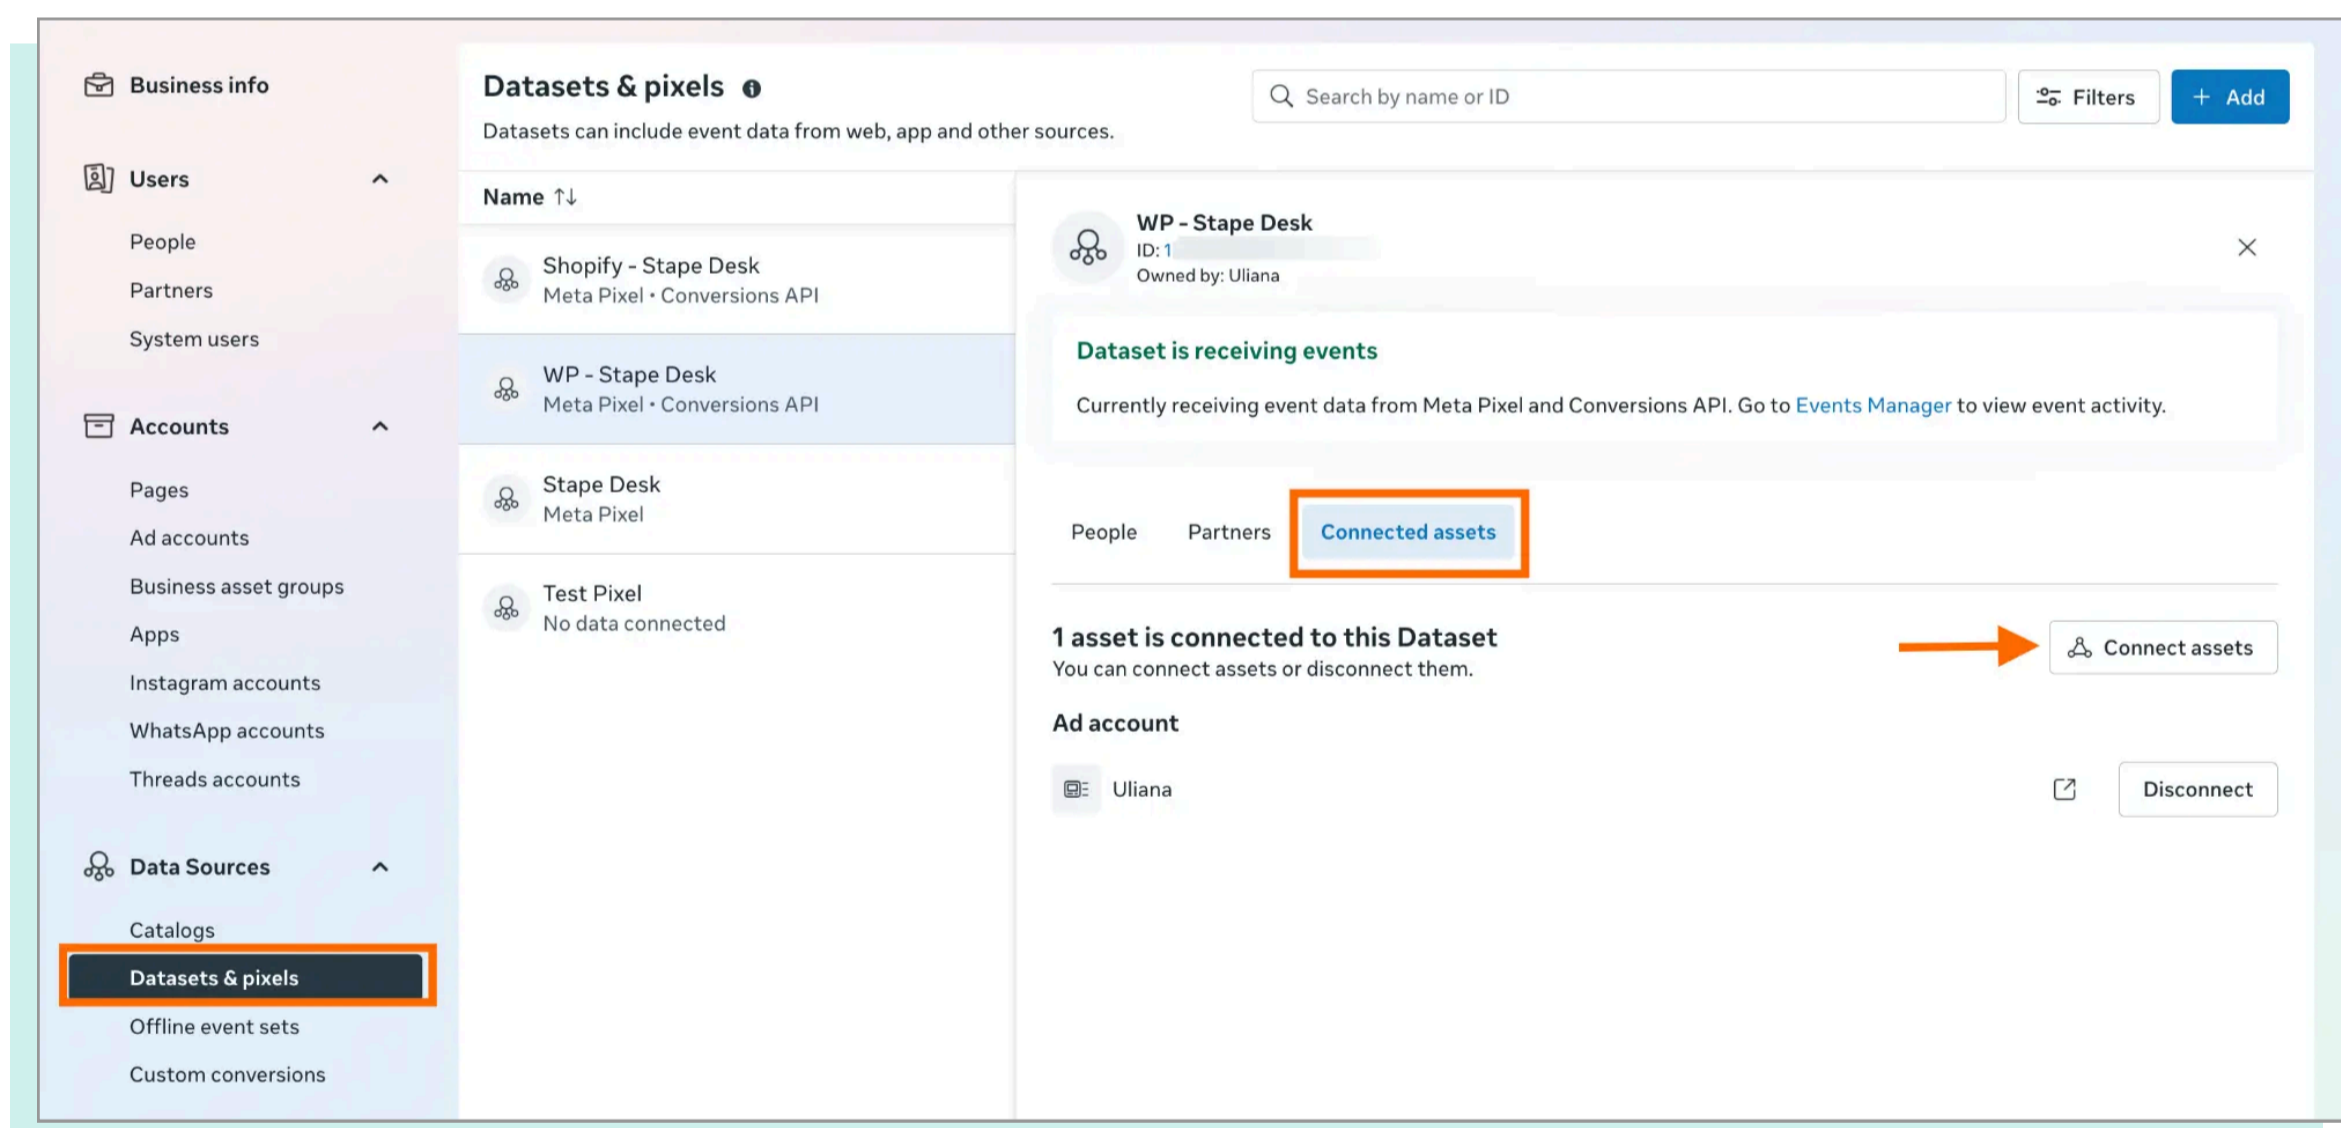 Business info
Users
People
Partners
System users
Accounts
Pages
Ad accounts
Business asset groups
Apps
Instagram accounts
WhatsApp accounts
Threads accounts
Data Sources
Catalogs
Datasets & pixels
Offline event sets
Custom conversions
Datasets & pixels
Datasets can include event data from web, app and other sources.
Search by name or ID
Filters
+ Add
Name ↑↓
Shopify - Stape Desk
Meta Pixel • Conversions API
WP - Stape Desk
Meta Pixel • Conversions API
Stape Desk
Meta Pixel
Test Pixel
No data connected
WP - Stape Desk
ID: 1
Owned by: Uliana
Dataset is receiving events
Currently receiving event data from Meta Pixel and Conversions API. Go to Events Manager to view event activity.
People
Partners
Connected assets
1 asset is connected to this Dataset
You can connect assets or disconnect them.
Connect assets
Ad account
Uliana
Disconnect